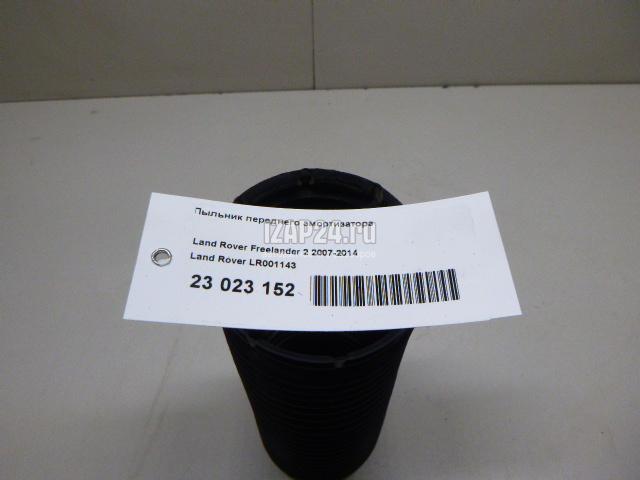 Пыльник переднего амортизатора
IZAP24.ru
Land Rover Freelander 2 2007-2014
Land Rover LR001143
23 023 152